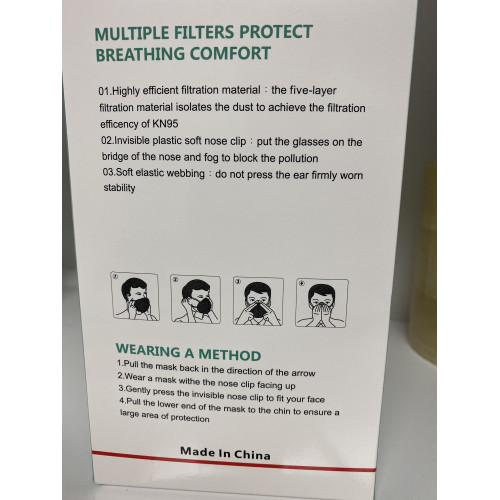 MULTIPLE FILTERS PROTECT
BREATHING COMFORT
01.Highly efficient filtration material : the five-layer
filtration material isolates the dust to achieve the filtration
efficency of KN95
02.Invisible plastic soft nose clip : put the glasses on the
bridge of the nose and fog to block the pollution
03.Soft elastic webbing : do not press the ear firmly worn
stability
① ② ③ ④
WEARING A METHOD
1.Pull the mask back in the direction of the arrow
2.Wear a mask withe the nose clip facing up
3.Gently press the invisible nose clip to fit your face
4.Pull the lower end of the mask to the chin to ensure a
large area of protection
Made In China